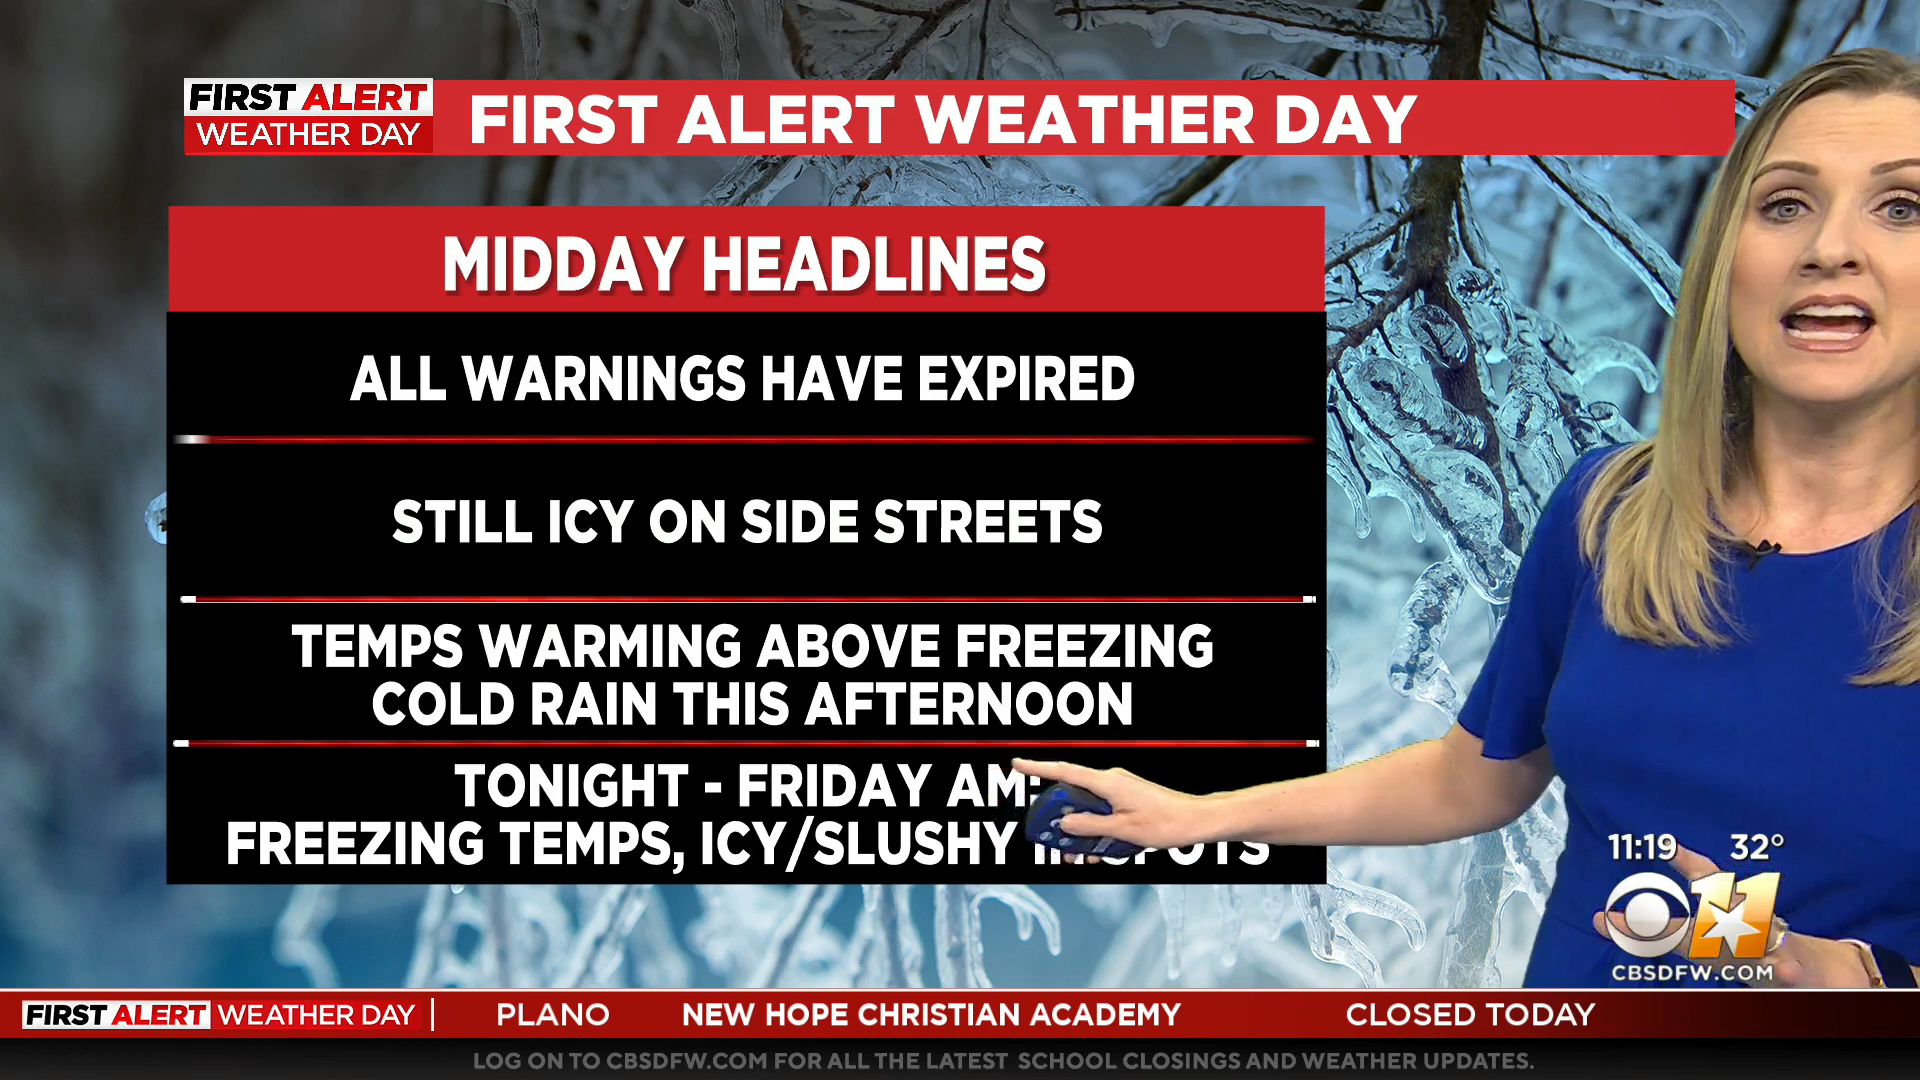 FIRST ALERT
WEATHER DAY
FIRST ALERT WEATHER DAY
MIDDAY HEADLINES
ALL WARNINGS HAVE EXPIRED
STILL ICY ON SIDE STREETS
TEMPS WARMING ABOVE FREEZING
COLD RAIN THIS AFTERNOON
TONIGHT - FRIDAY AM:
FREEZING TEMPS, ICY/SLUSHY IN SPOTS
11:19 32°
11
CBSDFW.COM
FIRST ALERT WEATHER DAY PLANO NEW HOPE CHRISTIAN ACADEMY CLOSED TODAY
LOG ON TO CBSDFW.COM FOR ALL THE LATEST SCHOOL CLOSINGS AND WEATHER UPDATES.